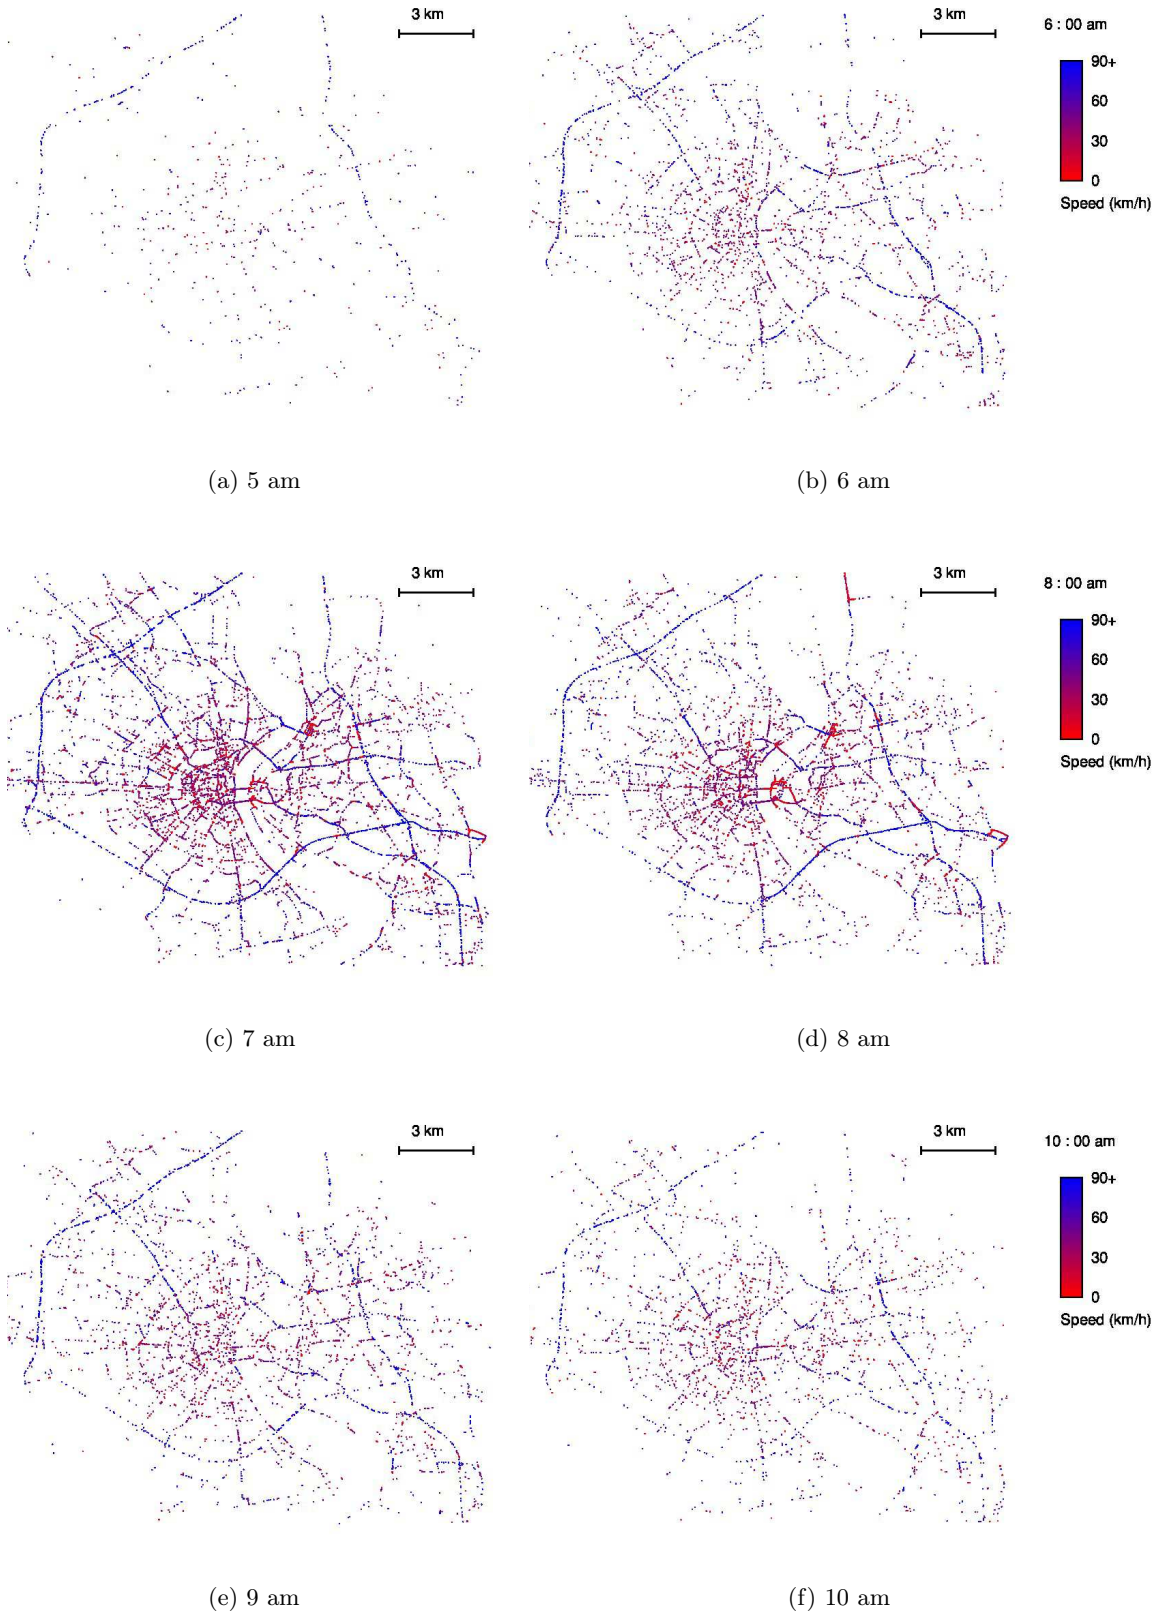 3 km
3 km
6 : 00 am
90+
60
30
0
Speed (km/h)
(a) 5 am
(b) 6 am
3 km
3 km
8 : 00 am
90+
60
30
0
Speed (km/h)
(c) 7 am
(d) 8 am
3 km
3 km
10 : 00 am
90+
60
30
0
Speed (km/h)
(e) 9 am
(f) 10 am